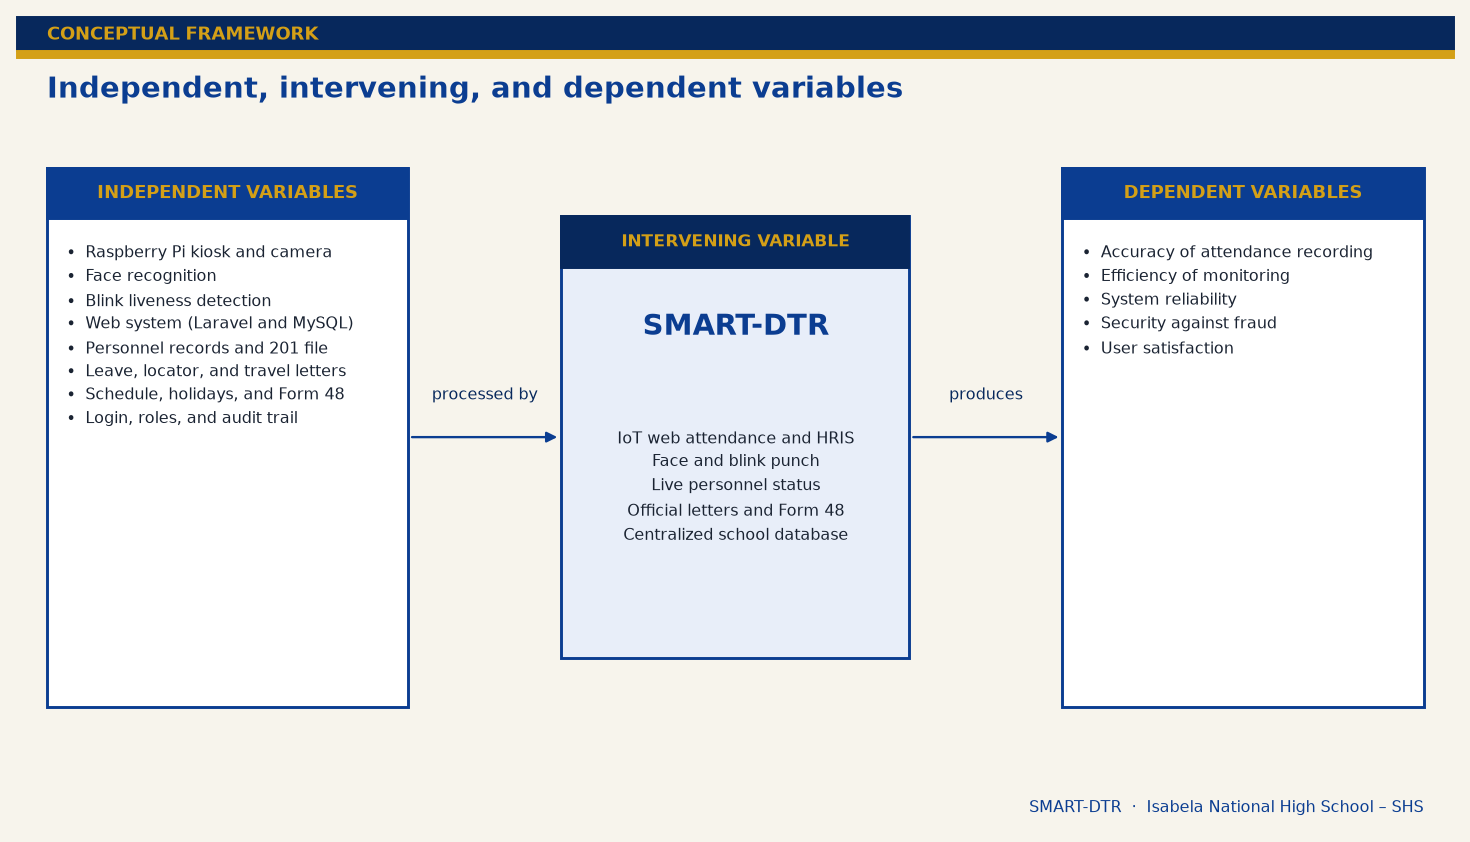 CONCEPTUAL FRAMEWORK
Independent, intervening, and dependent variables
INDEPENDENT VARIABLES
• Raspberry Pi kiosk and camera
• Face recognition
• Blink liveness detection
• Web system (Laravel and MySQL)
• Personnel records and 201 file
• Leave, locator, and travel letters
• Schedule, holidays, and Form 48
• Login, roles, and audit trail
processed by
INTERVENING VARIABLE
SMART-DTR
IoT web attendance and HRIS
Face and blink punch
Live personnel status
Official letters and Form 48
Centralized school database
produces
DEPENDENT VARIABLES
• Accuracy of attendance recording
• Efficiency of monitoring
• System reliability
• Security against fraud
• User satisfaction
SMART-DTR · Isabela National High School – SHS